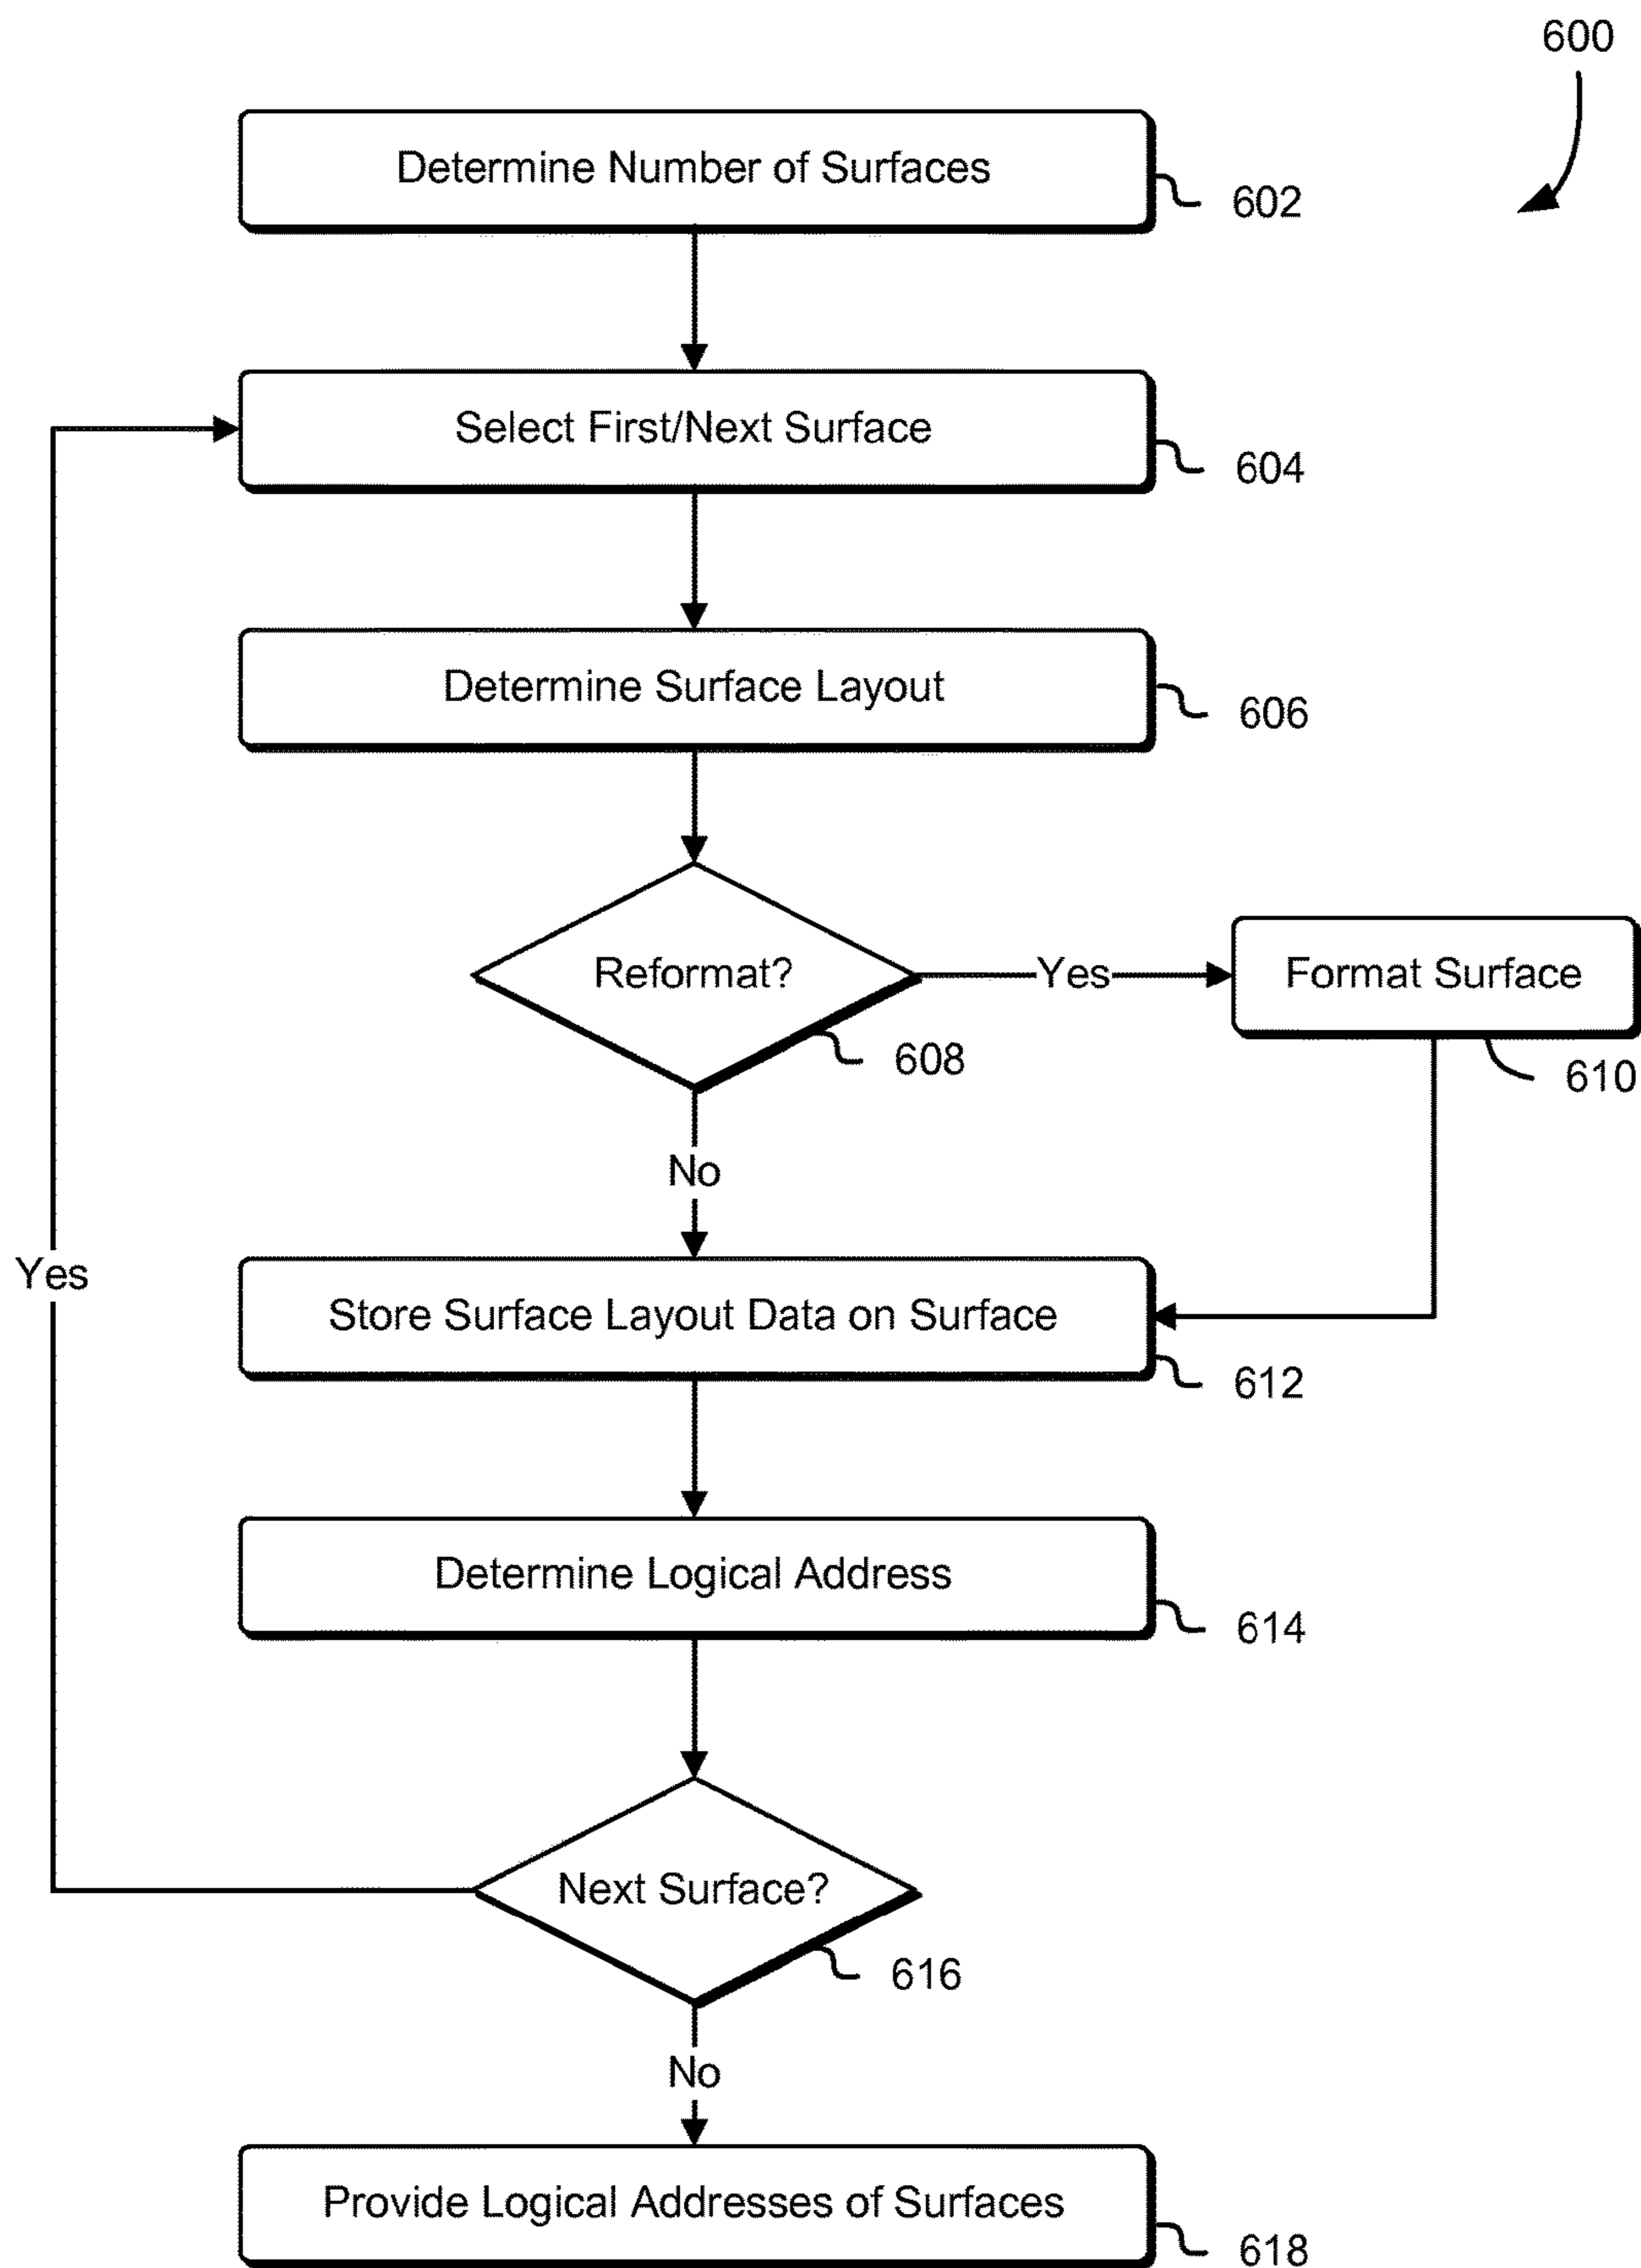 600
Determine Number of Surfaces
602
Select First/Next Surface
604
Determine Surface Layout
606
Reformat?
Yes
Format Surface
608
610
No
Yes
Store Surface Layout Data on Surface
612
Determine Logical Address
614
Next Surface?
616
No
Provide Logical Addresses of Surfaces
618